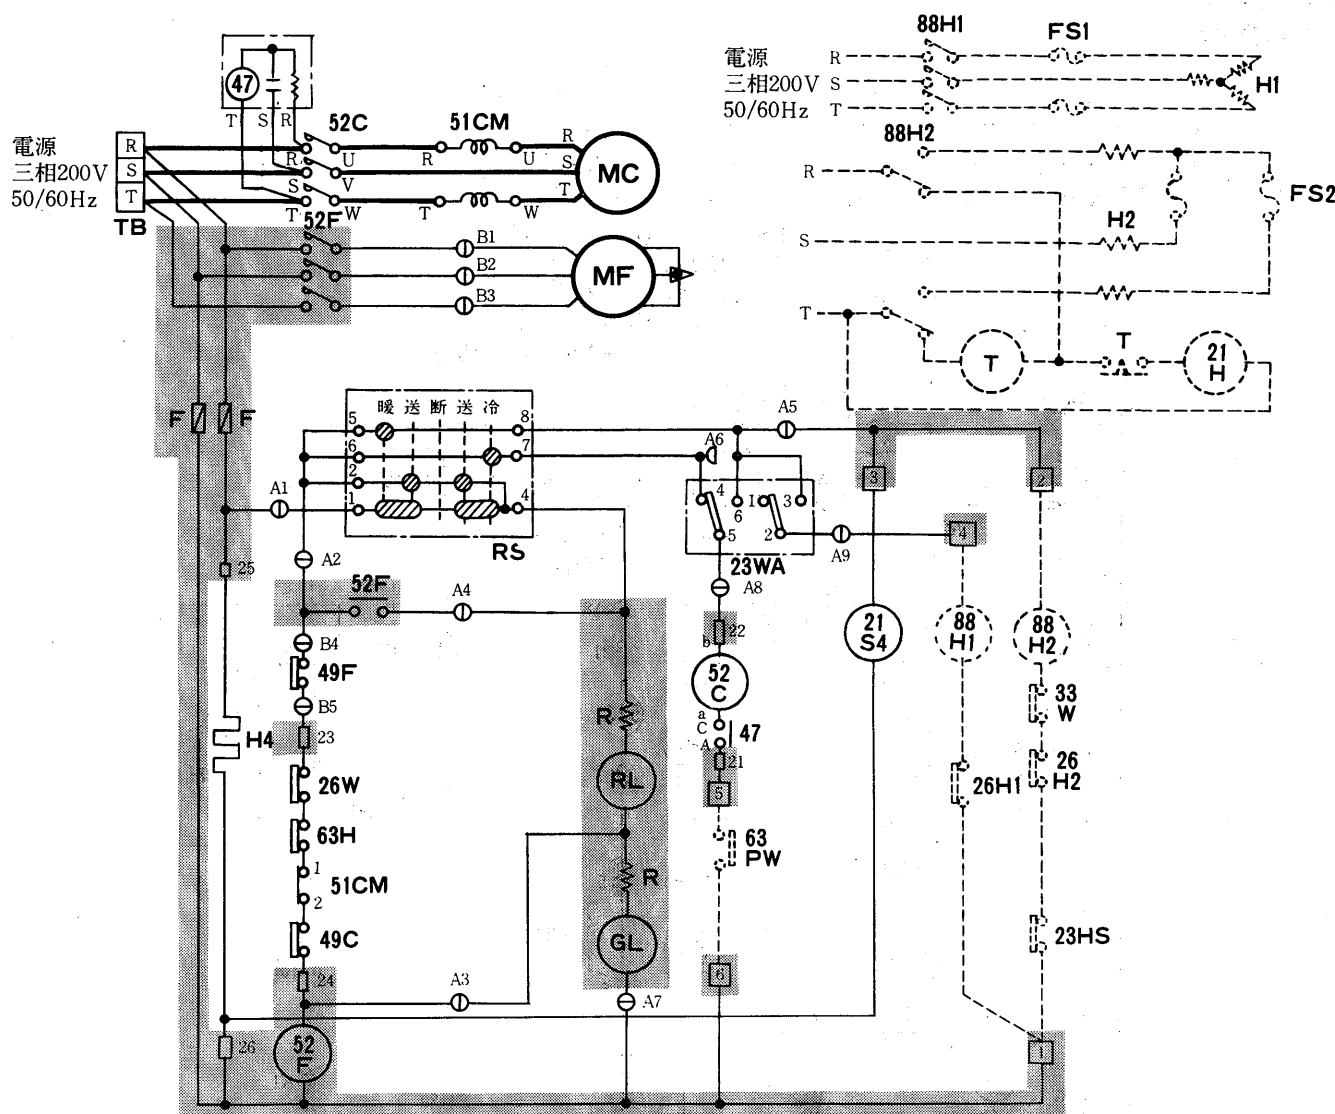 47
T S R
電源
三相200V
50/60Hz
R
S
T
TB
52C
R U
S V
T W
51CM
R U
T W
R
S
T
MC
52F
B1
B2
B3
MF
電源
三相200V
50/60Hz
R
S
T
88H1
FS1
H1
88H2
R
S
T
H2
FS2
T
T
21
H
F F
暖 送 断 送 冷
5 8
6 7
2
1 4
RS
A1
A2
A4
A5
A6
4 6 1 3
5 2
23WA
A8
A9
3
2
4
25
52F
B4
49F
B5
23
H4
26W
63H
1
51CM
2
49C
24
A3
52
F
26
R
RL
R
GL
A7
22
b
52
C
a
C
A
47
21
5
63
PW
6
21
S4
88
H1
88
H2
33
W
26
H2
26H1
23HS
1